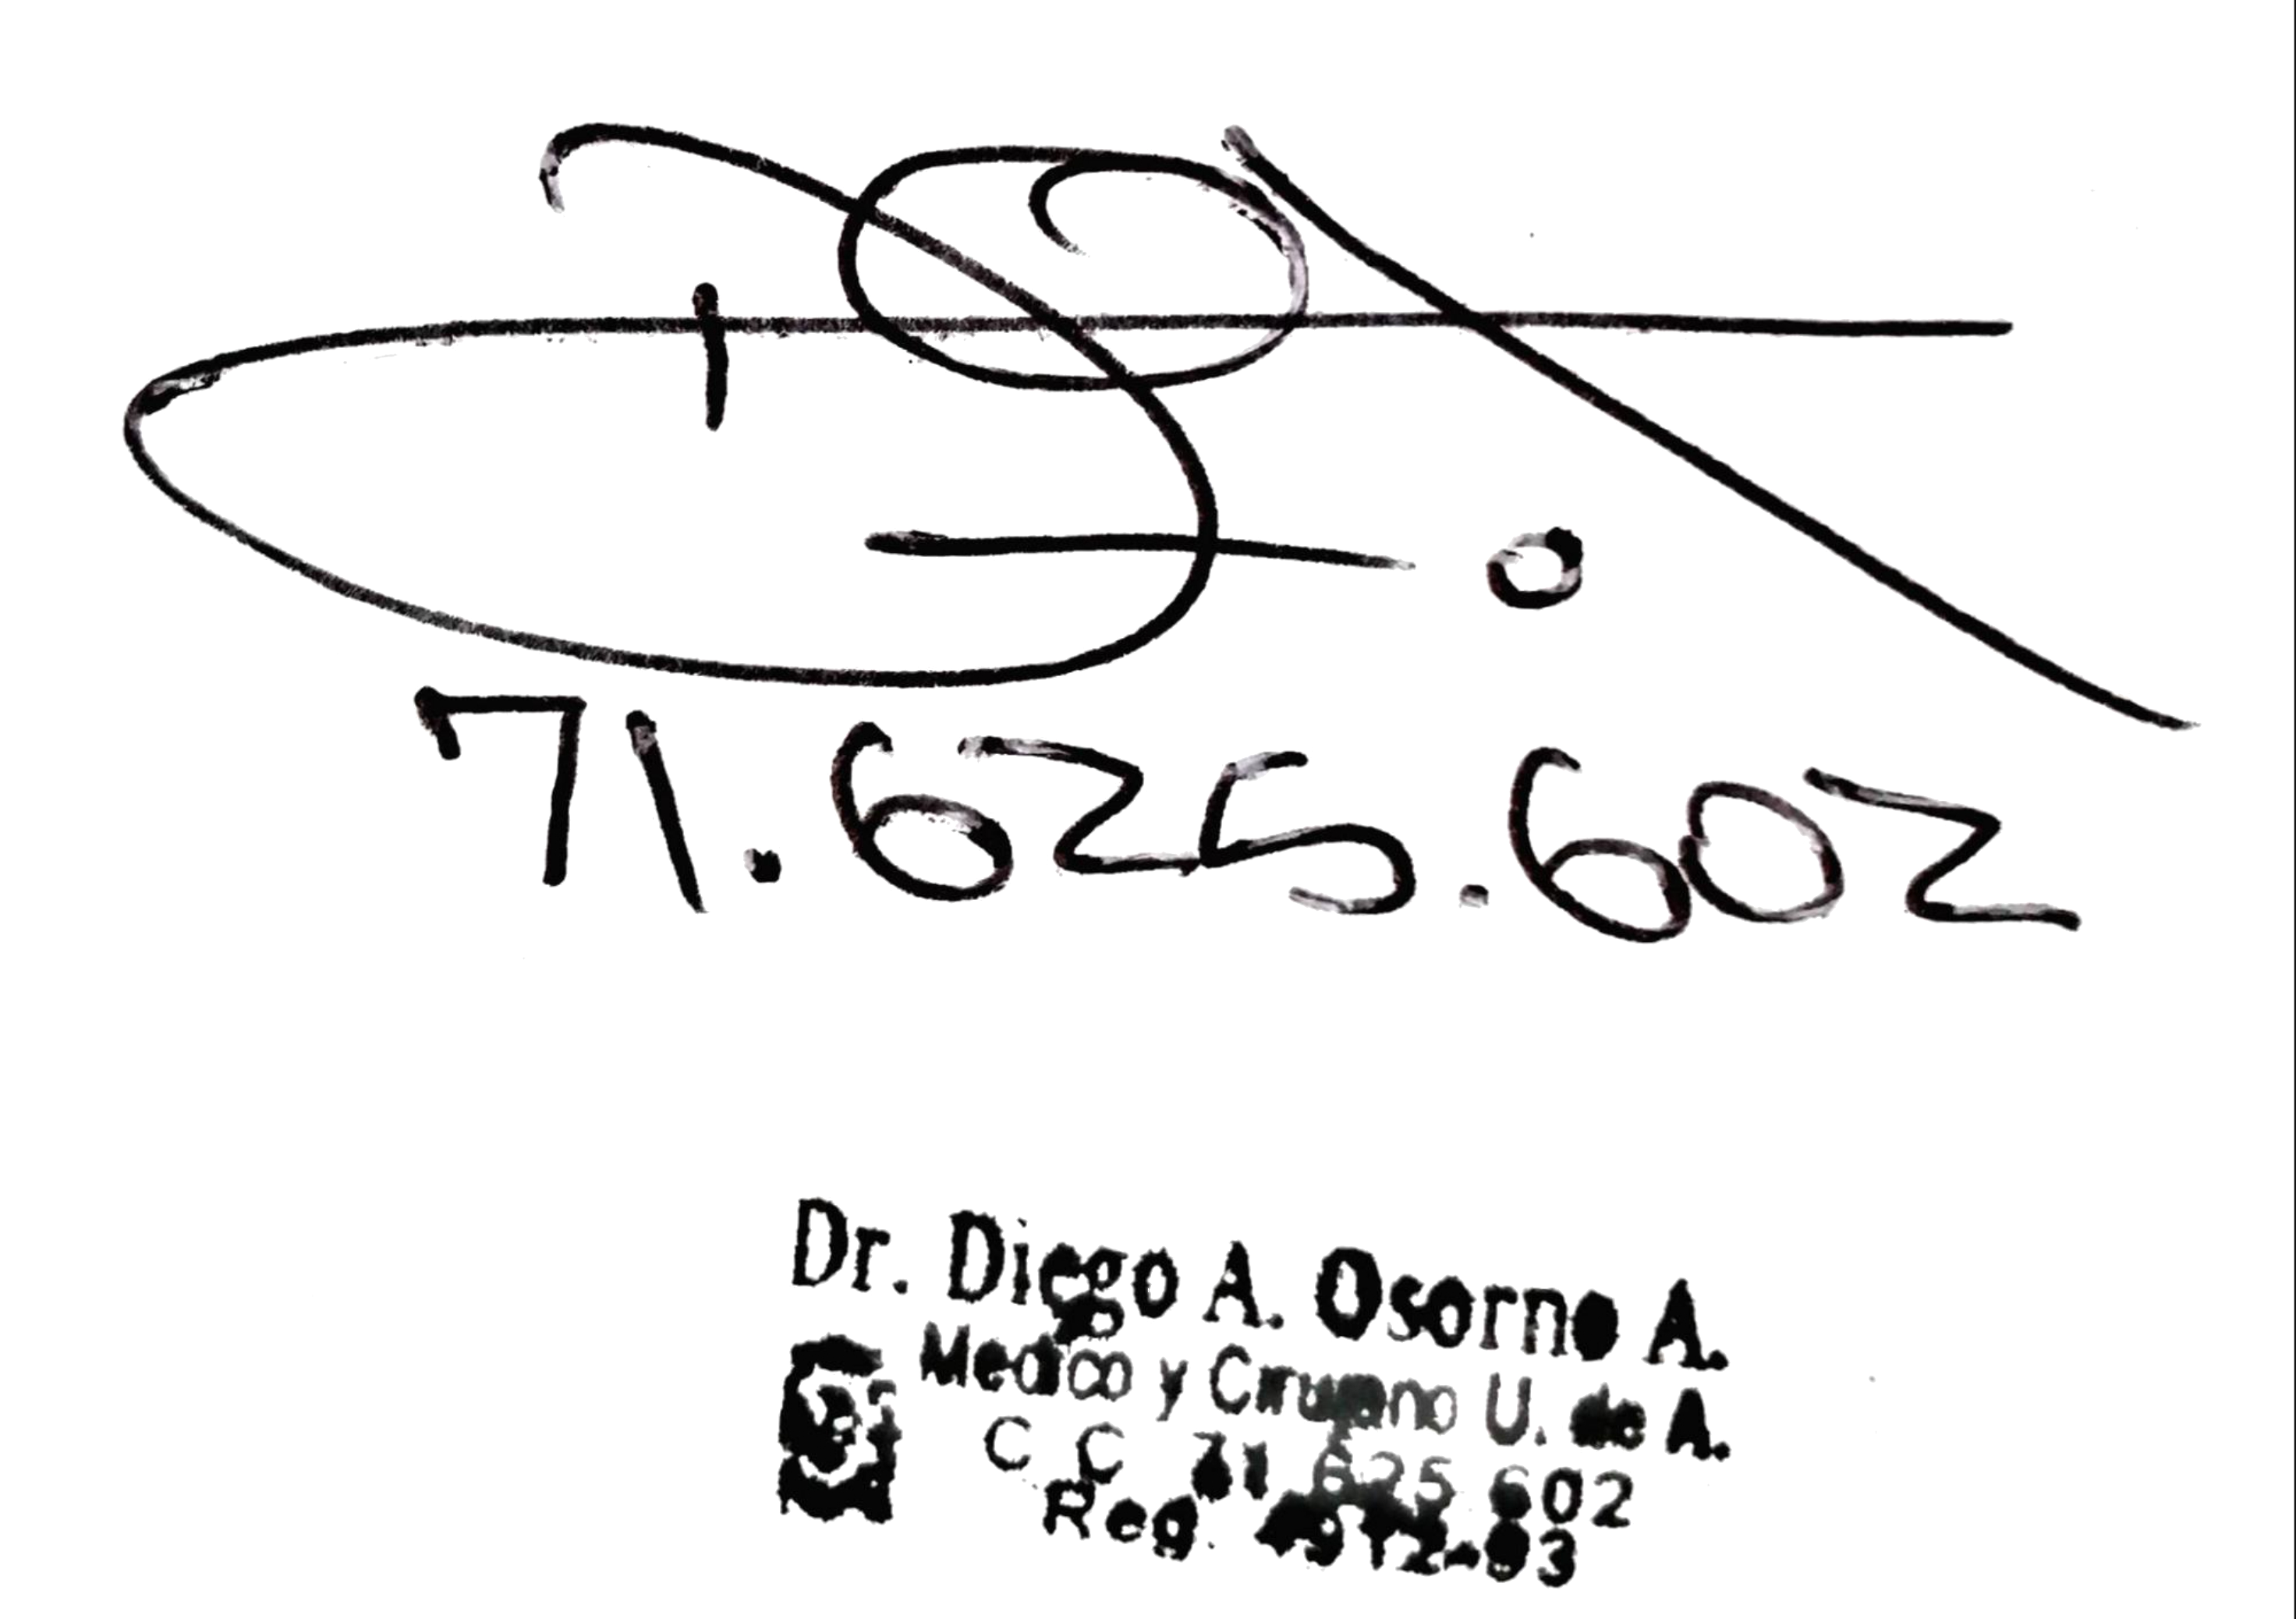 71.625.602
Dr. Diego A. Osorno A.
Medico y Cirujano U. de A.
C C 71 625 602
Reg.